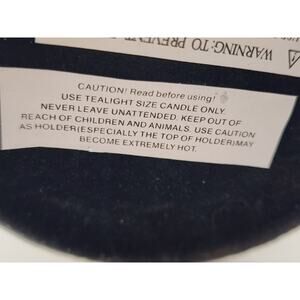 WARNING: TO PREVENT
CAUTION! Read before using!
USE TEALIGHT SIZE CANDLE ONLY.
NEVER LEAVE UNATTENDED. KEEP OUT OF
REACH OF CHILDREN AND ANIMALS. USE CAUTION
AS HOLDER(ESPECIALLY THE TOP OF HOLDER)MAY
BECOME EXTREMELY HOT.